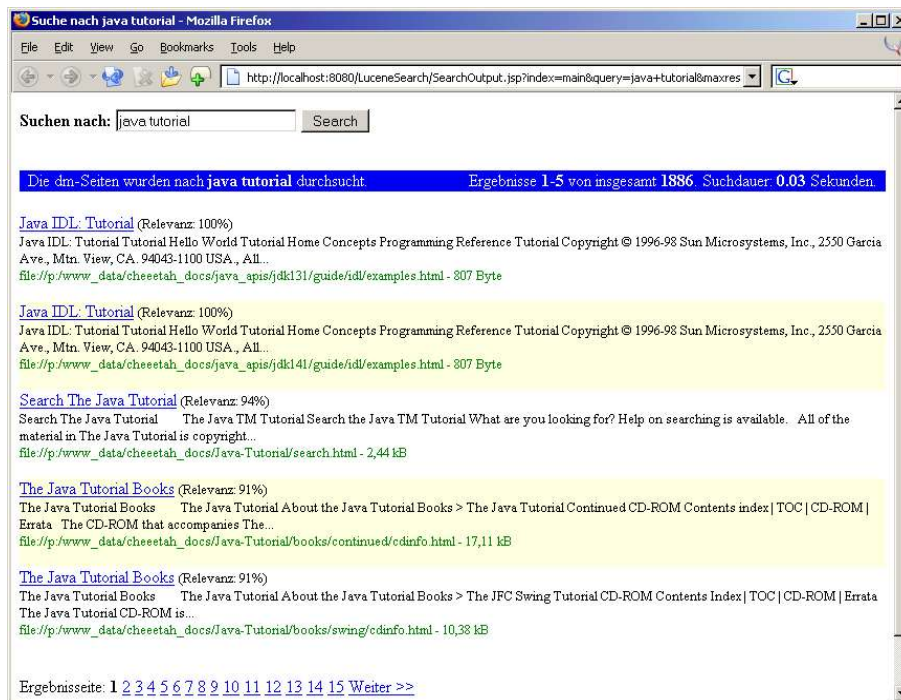 Suche nach java tutorial - Mozilla Firefox
File Edit View Go Bookmarks Tools Help
http://localhost:8080/LuceneSearch/SearchOutput.jsp?index=main&query=java+tutorial&maxres
Suchen nach: java tutorial Search
Die dm-Seiten wurden nach java tutorial durchsucht. Ergebnisse 1-5 von insgesamt 1886. Suchdauer: 0.03 Sekunden.
Java IDL: Tutorial (Relevanz: 100%)
Java IDL: Tutorial Tutorial Hello World Tutorial Home Concepts Programming Reference Tutorial Copyright © 1996-98 Sun Microsystems, Inc., 2550 Garcia
Ave., Mtn. View, CA. 94043-1100 USA., All...
file://p:/www_data/cheeetah_docs/java_apis/jdk131/guide/idl/examples.html - 807 Byte
Java IDL: Tutorial (Relevanz: 100%)
Java IDL: Tutorial Tutorial Hello World Tutorial Home Concepts Programming Reference Tutorial Copyright © 1996-98 Sun Microsystems, Inc., 2550 Garcia
Ave., Mtn. View, CA. 94043-1100 USA., All...
file://p:/www_data/cheeetah_docs/java_apis/jdk141/guide/idl/examples.html - 807 Byte
Search The Java Tutorial (Relevanz: 94%)
Search The Java Tutorial The Java TM Tutorial Search the Java TM Tutorial What are you looking for? Help on searching is available. All of the
material in The Java Tutorial is copyright...
file://p:/www_data/cheeetah_docs/Java-Tutorial/search.html - 2,44 kB
The Java Tutorial Books (Relevanz: 91%)
The Java Tutorial Books The Java Tutorial About the Java Tutorial Books > The Java Tutorial Continued CD-ROM Contents index | TOC | CD-ROM |
Errata The CD-ROM that accompanies The...
file://p:/www_data/cheeetah_docs/Java-Tutorial/books/continued/cdinfo.html - 17,11 kB
The Java Tutorial Books (Relevanz: 91%)
The Java Tutorial Books The Java Tutorial About the Java Tutorial Books > The JFC Swing Tutorial CD-ROM Contents Index | TOC | CD-ROM | Errata
The Java Tutorial CD-ROM is...
file://p:/www_data/cheeetah_docs/Java-Tutorial/books/swing/cdinfo.html - 10,38 kB
Ergebnisseite: 1 2 3 4 5 6 7 8 9 10 11 12 13 14 15 Weiter >>